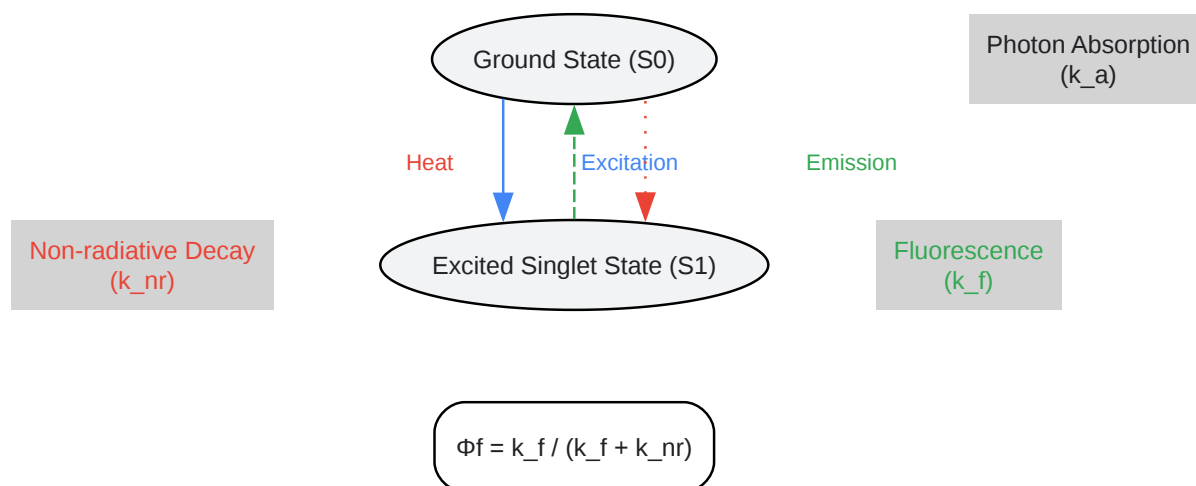 Ground State (S0)
Photon Absorption
(k_a)
Heat
Excitation
Emission
Non-radiative Decay
(k_nr)
Excited Singlet State (S1)
Fluorescence
(k_f)
Φf = k_f / (k_f + k_nr)